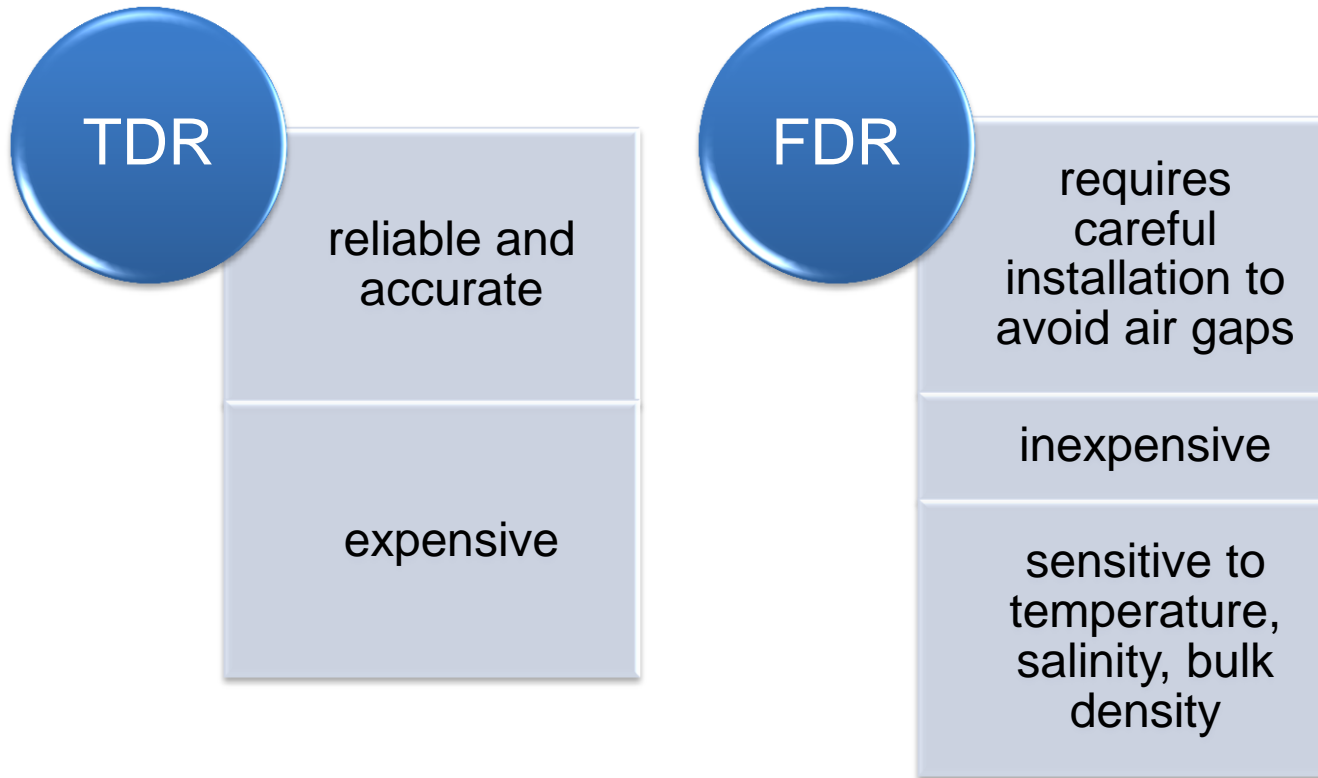 TDR
reliable and
accurate
expensive
FDR
requires
careful
installation to
avoid air gaps
inexpensive
sensitive to
temperature,
salinity, bulk
density